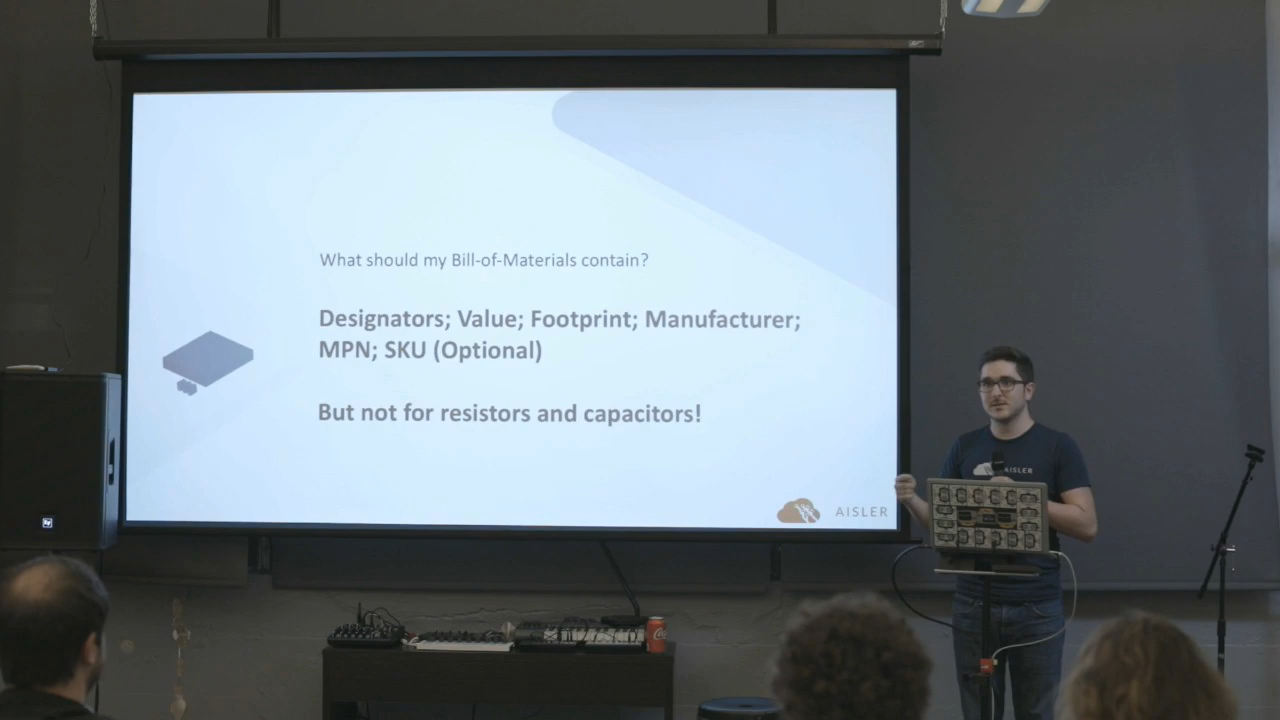 What should my Bill-of-Materials contain?
Designators; Value; Footprint; Manufacturer;
MPN; SKU (Optional)
But not for resistors and capacitors!
AISLER
AISLER